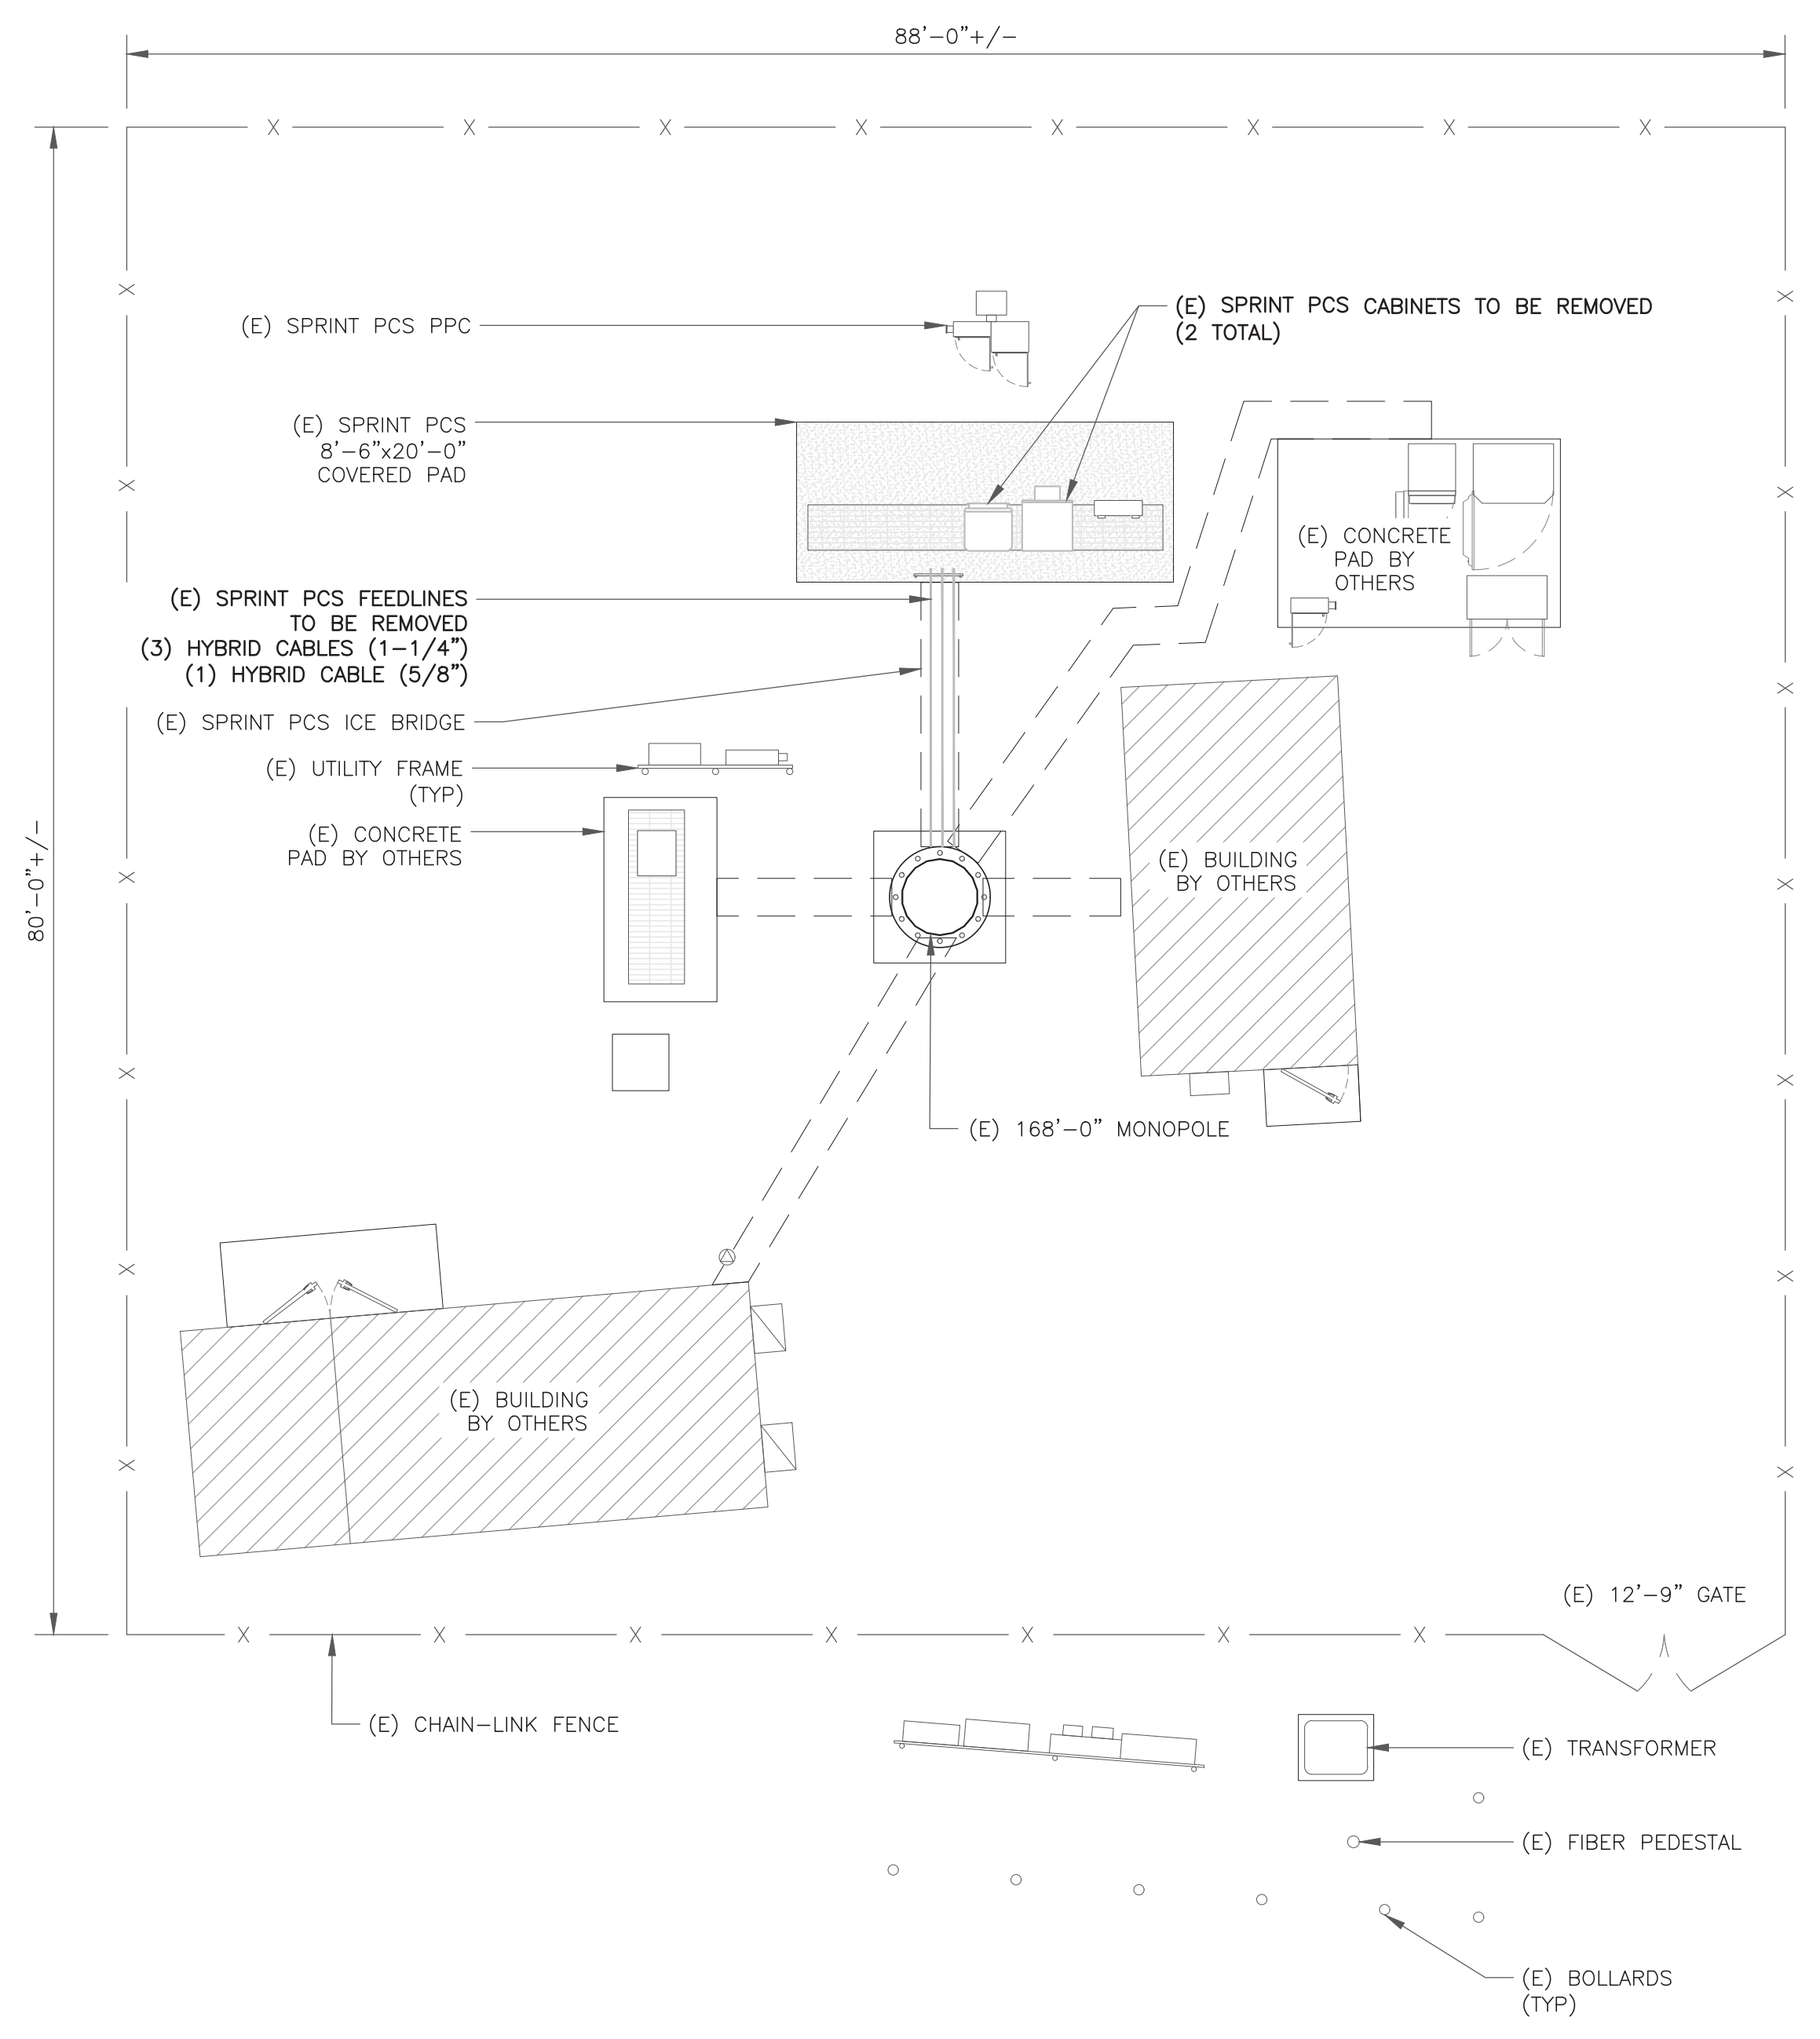 88'-0"+/-
(E) SPRINT PCS CABINETS TO BE REMOVED
(2 TOTAL)
(E) SPRINT PCS PPC
(E) SPRINT PCS
8'-6"x20'-0"
COVERED PAD
(E) CONCRETE
PAD BY
OTHERS
(E) SPRINT PCS FEEDLINES
TO BE REMOVED
(3) HYBRID CABLES (1-1/4")
(1) HYBRID CABLE (5/8")
(E) SPRINT PCS ICE BRIDGE
(E) UTILITY FRAME
(TYP)
(E) CONCRETE
PAD BY OTHERS
80'-0"+/-
(E) BUILDING
BY OTHERS
(E) 168'-0" MONOPOLE
(E) BUILDING
BY OTHERS
(E) 12'-9" GATE
(E) CHAIN-LINK FENCE
(E) TRANSFORMER
(E) FIBER PEDESTAL
(E) BOLLARDS
(TYP)